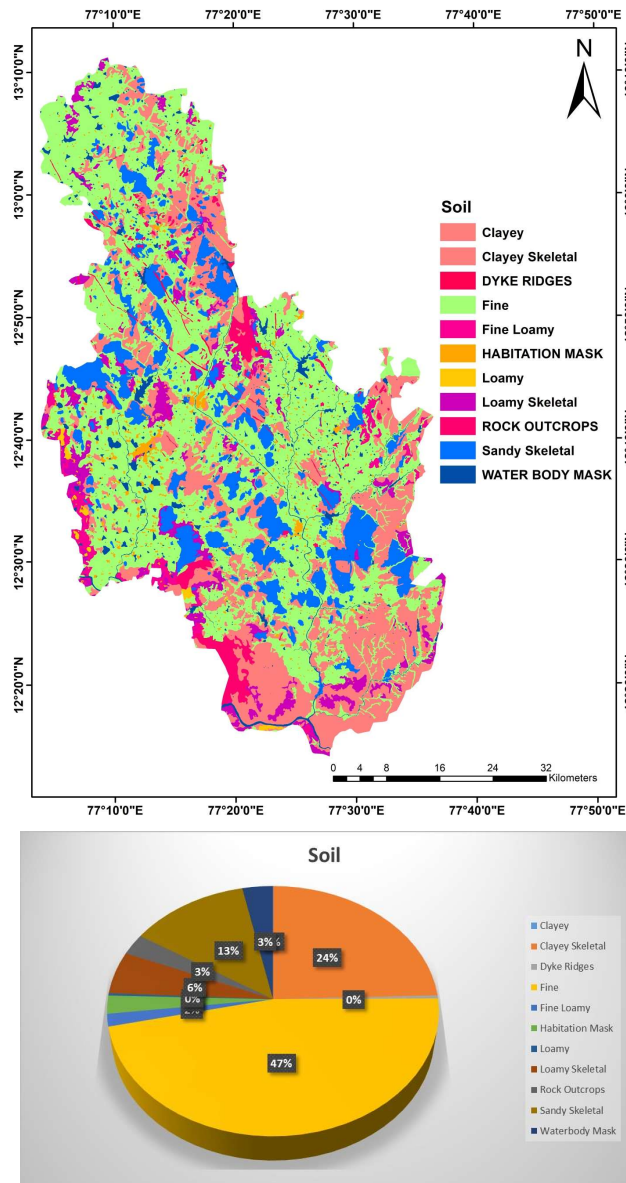 77°10'0"E 77°20'0"E 77°30'0"E 77°40'0"E 77°50'0"E
N
13°10'0"N
13°0'0"N
12°50'0"N
12°40'0"N
12°30'0"N
12°20'0"N
Soil
Clayey
Clayey Skeletal
DYKE RIDGES
Fine
Fine Loamy
HABITATION MASK
Loamy
Loamy Skeletal
ROCK OUTCROPS
Sandy Skeletal
WATER BODY MASK
0 4 8 16 24 32
Kilometers
77°10'0"E 77°20'0"E 77°30'0"E 77°40'0"E 77°50'0"E
Soil
3%
24%
13%
3%
6%
0%
0%
2%
47%
Clayey
Clayey Skeletal
Dyke Ridges
Fine
Fine Loamy
Habitation Mask
Loamy
Loamy Skeletal
Rock Outcrops
Sandy Skeletal
Waterbody Mask